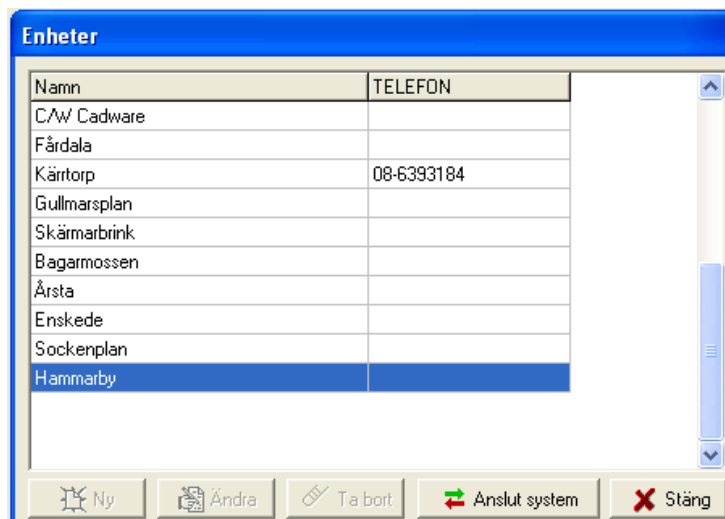 Enheter
Namn TELEFON
C/W Cadware
Fårdala
Kärrtorp 08-6393184
Gullmarsplan
Skärmarbrink
Bagarmossen
Årsta
Enskede
Sockenplan
Hammarby
Ny Ändra Ta bort Anslut system Stäng